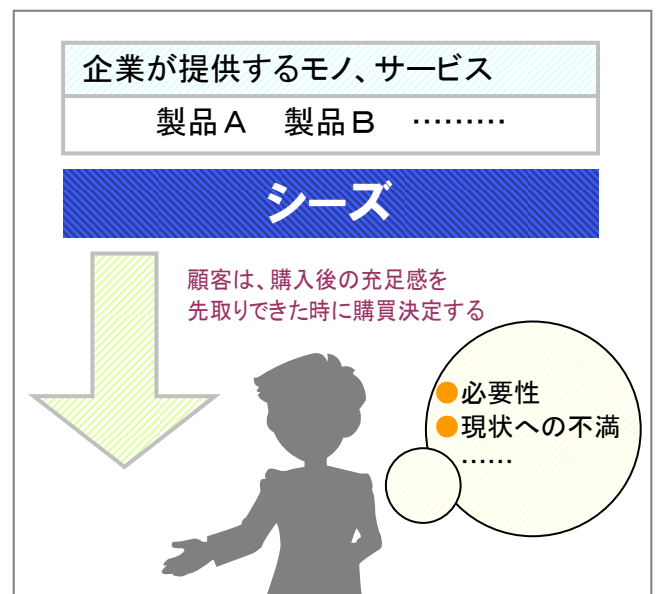 企業が提供するモノ、サービス
製品A　製品B　………
シーズ
顧客は、購入後の充足感を
先取りできた時に購買決定する
●必要性
●現状への不満
……